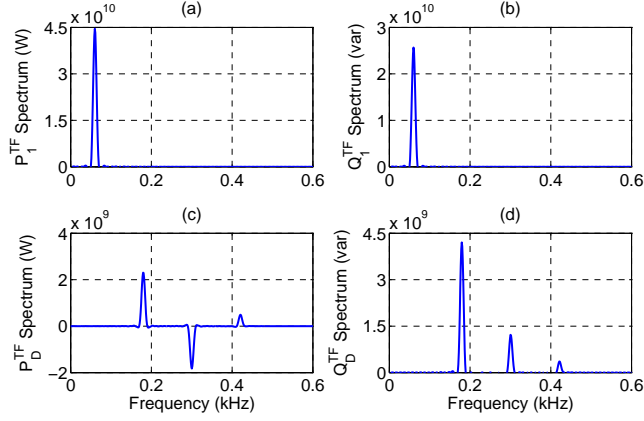 (a)
x 10^10
4.5
3
1.5
0
0 0.2 0.4 0.6
P_1^TF Spectrum (W)
(b)
x 10^10
3
2
1
0
0 0.2 0.4 0.6
Q_1^TF Spectrum (var)
(c)
x 10^9
4
2
0
−2
0 0.2 0.4 0.6
P_D^TF Spectrum (W)
Frequency (kHz)
(d)
x 10^9
4.5
3
1.5
0
0 0.2 0.4 0.6
Q_D^TF Spectrum (var)
Frequency (kHz)